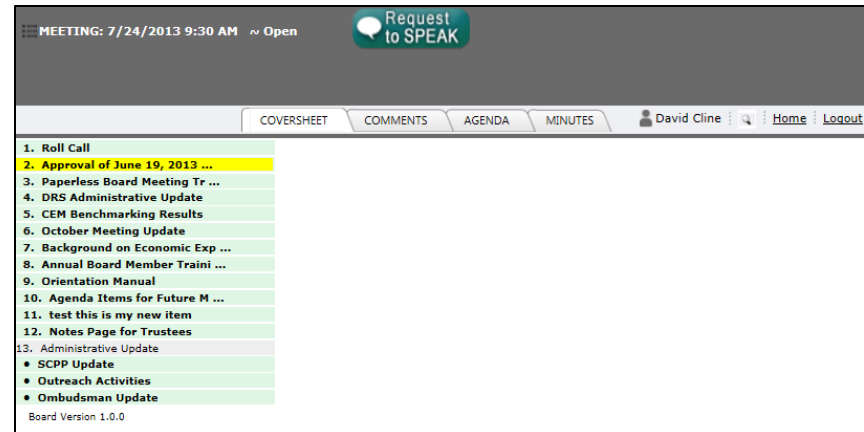 MEETING: 7/24/2013 9:30 AM ~ Open
Request
to SPEAK
COVERSHEET COMMENTS AGENDA MINUTES David Cline Home Logout
1. Roll Call
2. Approval of June 19, 2013 ...
3. Paperless Board Meeting Tr ...
4. DRS Administrative Update
5. CEM Benchmarking Results
6. October Meeting Update
7. Background on Economic Exp ...
8. Annual Board Member Traini ...
9. Orientation Manual
10. Agenda Items for Future M ...
11. test this is my new item
12. Notes Page for Trustees
13. Administrative Update
• SCPP Update
• Outreach Activities
• Ombudsman Update
Board Version 1.0.0